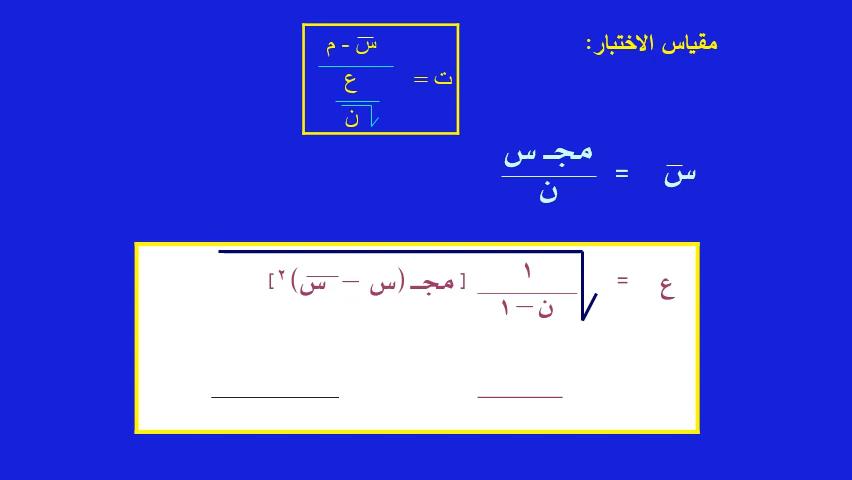 مقياس الاختبار:
ت = (س̅ - م) / (ع / √ن)
س̅ = مجـ س / ن
ع = √ ١ / (ن – ١) [ مجـ (س – س̅)٢ ]